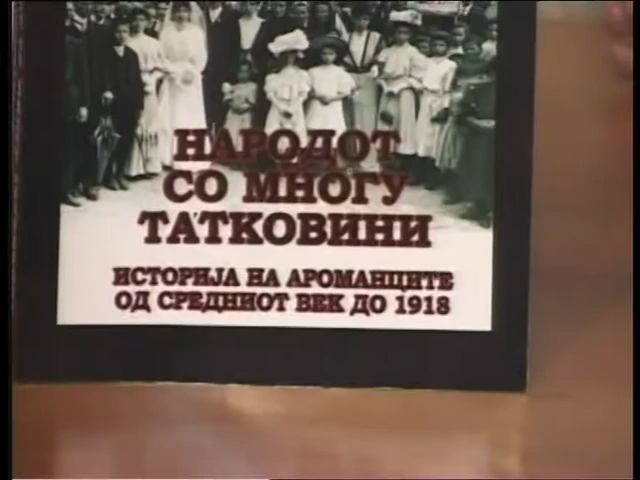 НАРОДОТ
СО МНОГУ
ТАТКОВИНИ
ИСТОРИЈА НА АРОМАНЦИТЕ
ОД СРЕДНИОТ ВЕК ДО 1918